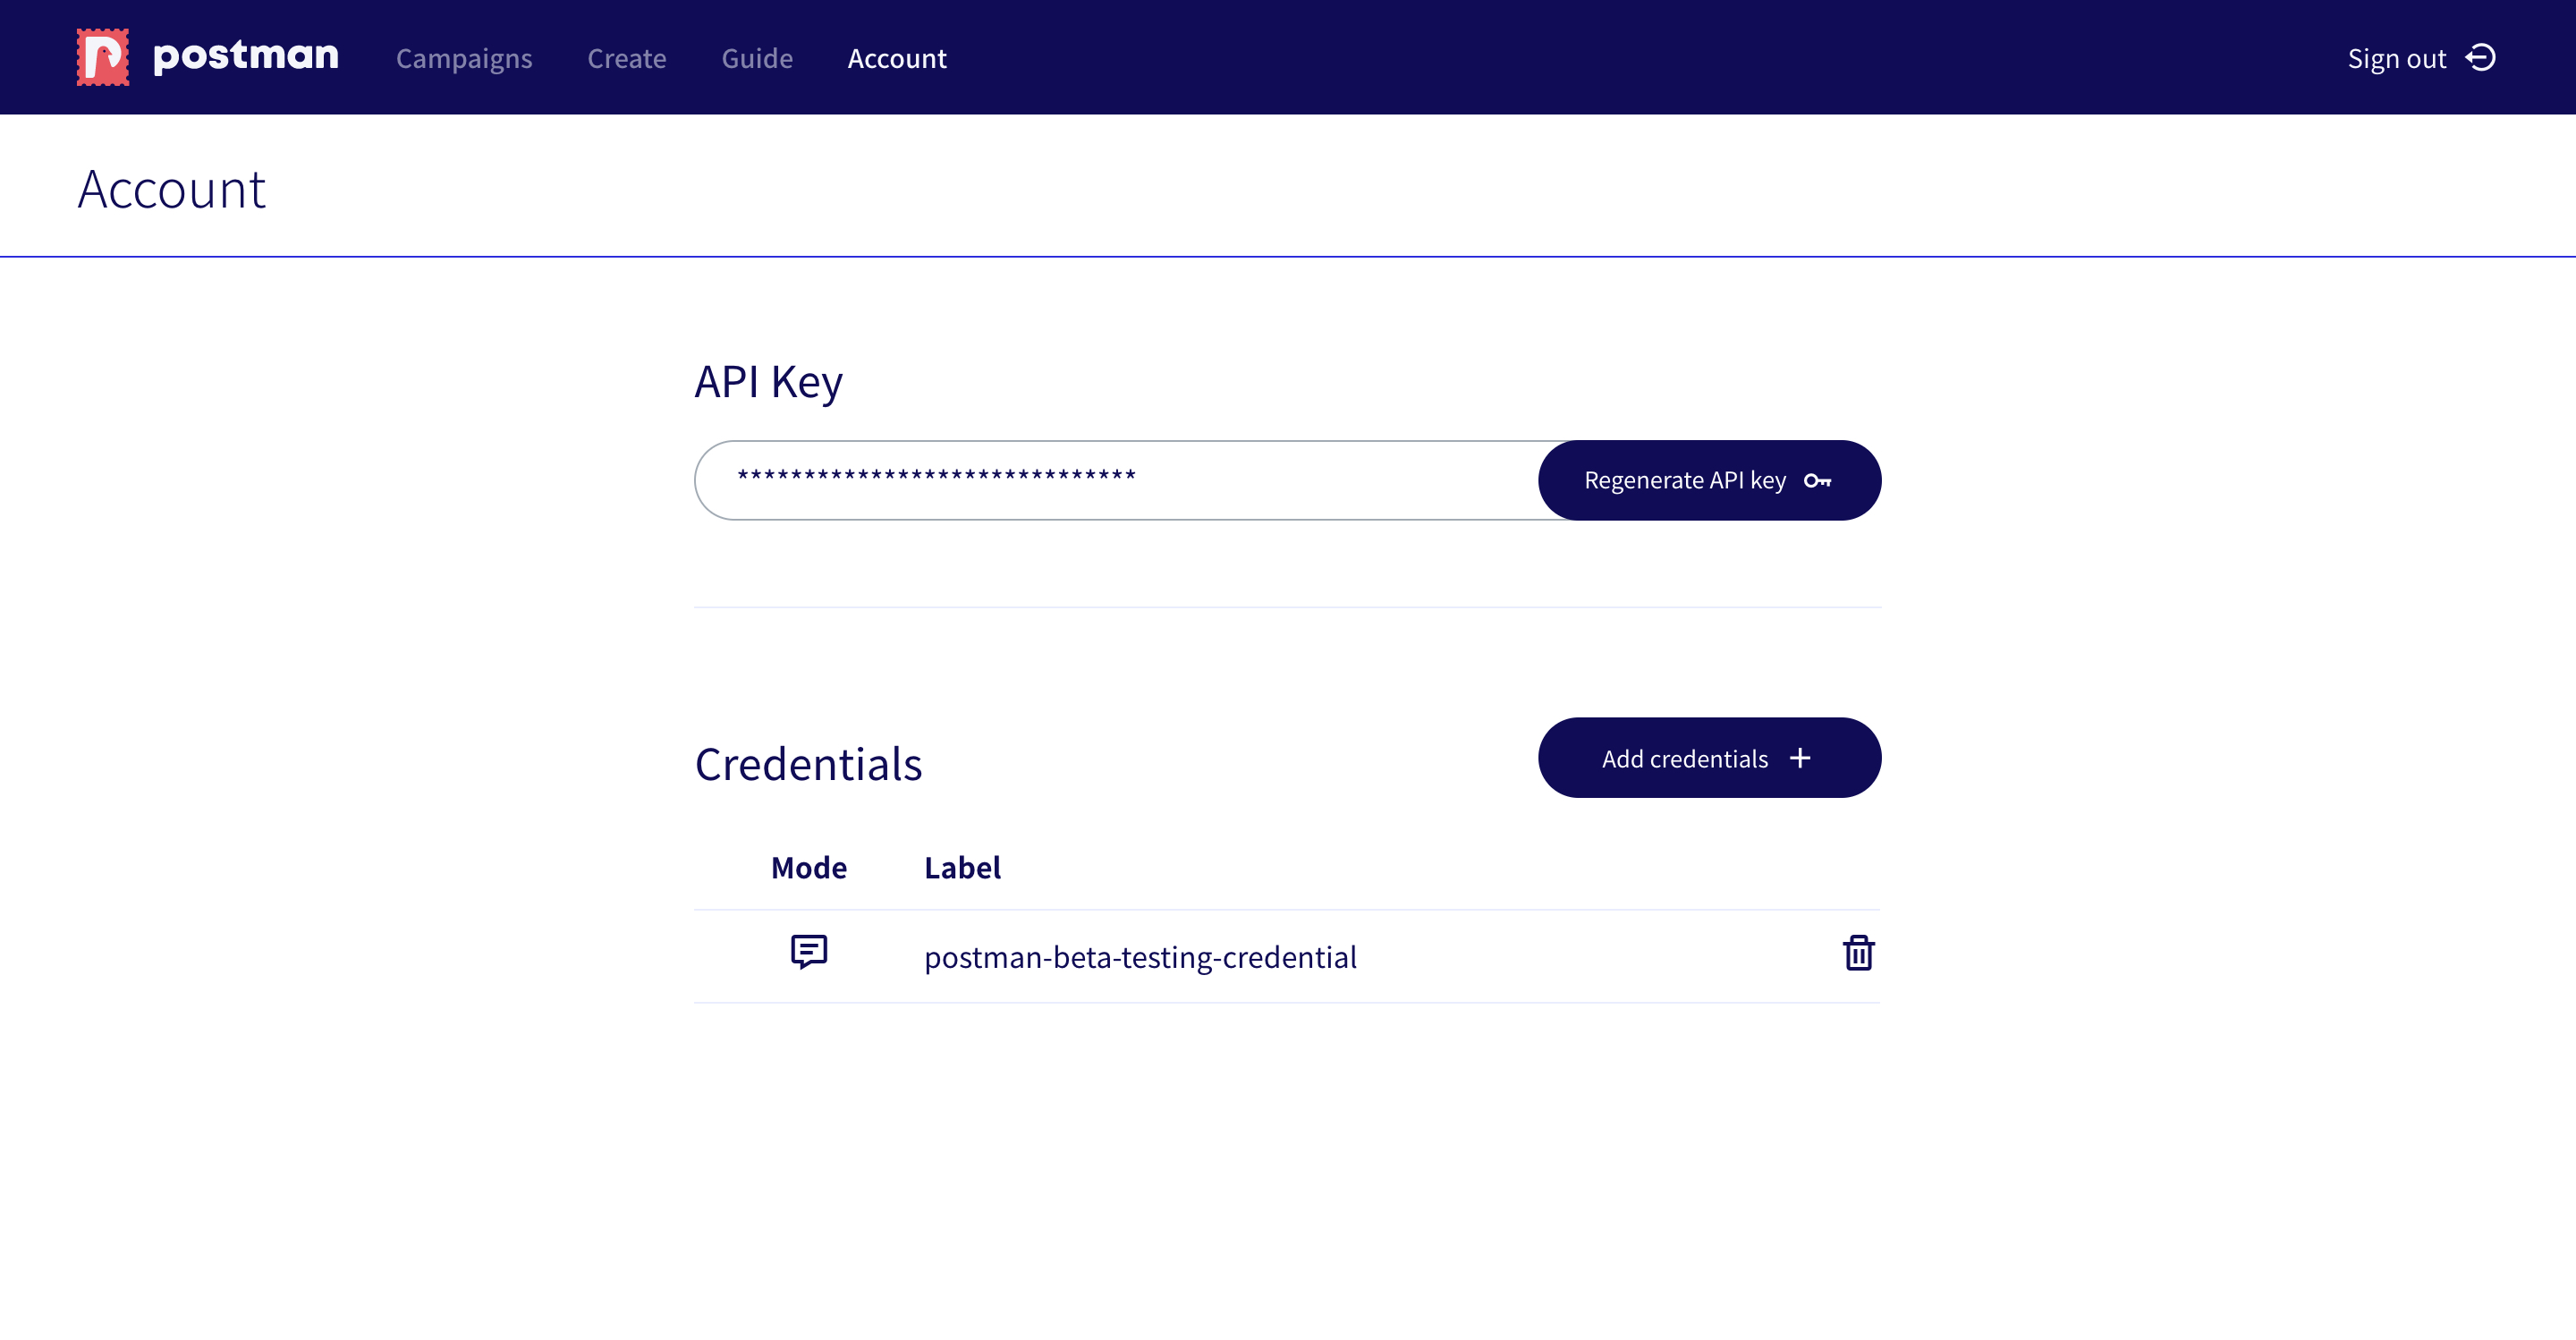 postman Campaigns Create Guide Account Sign out
Account
API Key
****************************** Regenerate API key
Credentials Add credentials
Mode Label
postman-beta-testing-credential